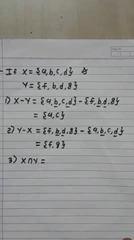 - If X = {a,b,c,d} &
Y = {f,b,d,g}
1) X-Y = {a,b,c,d} - {f,b,d,g}
= {a,c}
2) Y-X = {f,b,d,g} - {a,b,c,d}
= {f,g}
3) X∩Y =